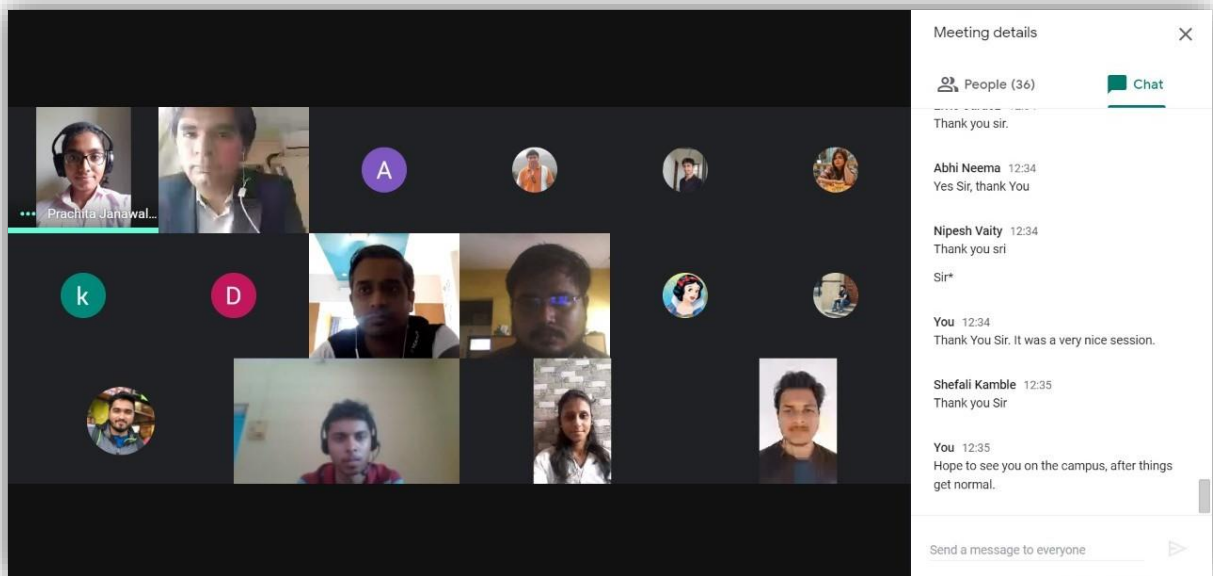 Meeting details
People (36)
Chat
Thank you sir.
Abhi Neema 12:34
Yes Sir, thank You
Nipesh Vaity 12:34
Thank you sri
Sir*
You 12:34
Thank You Sir. It was a very nice session.
Shefali Kamble 12:35
Thank you Sir
You 12:35
Hope to see you on the campus, after things
get normal.
Send a message to everyone
Prachita Janawal...
A
k
D